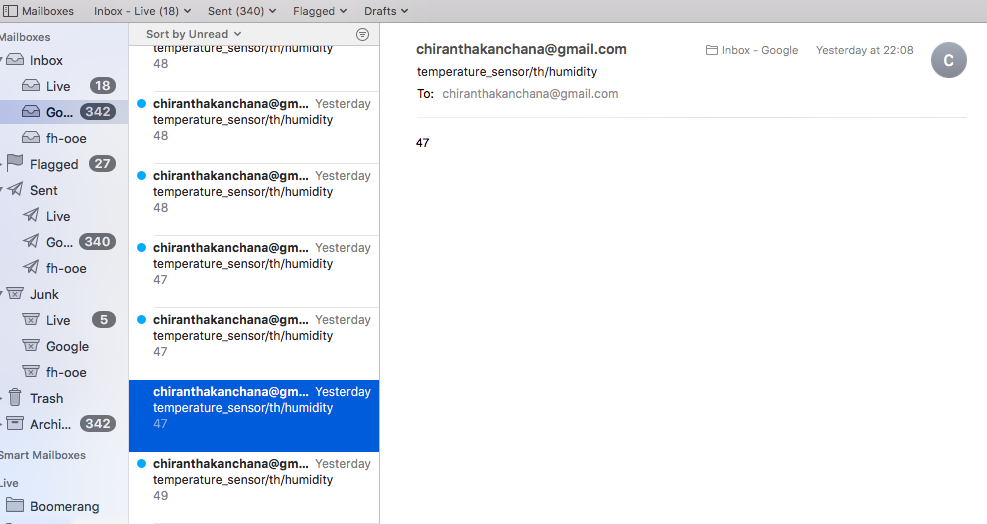 Mailboxes Inbox - Live (18) Sent (340) Flagged Drafts
Mailboxes
Inbox
Live 18
Go... 342
fh-ooe
Flagged 27
Sent
Live
Go... 340
fh-ooe
Junk
Live 5
Google
fh-ooe
Trash
Archi... 342
Smart Mailboxes
Live
Boomerang
Sort by Unread
temperature_sensor/th/humidity
48
chiranthakanchana@gm... Yesterday
temperature_sensor/th/humidity
48
chiranthakanchana@gm... Yesterday
temperature_sensor/th/humidity
48
chiranthakanchana@gm... Yesterday
temperature_sensor/th/humidity
47
chiranthakanchana@gm... Yesterday
temperature_sensor/th/humidity
47
chiranthakanchana@gm... Yesterday
temperature_sensor/th/humidity
47
chiranthakanchana@gm... Yesterday
temperature_sensor/th/humidity
49
chiranthakanchana@gmail.com Inbox - Google Yesterday at 22:08
C
temperature_sensor/th/humidity
To: chiranthakanchana@gmail.com
47